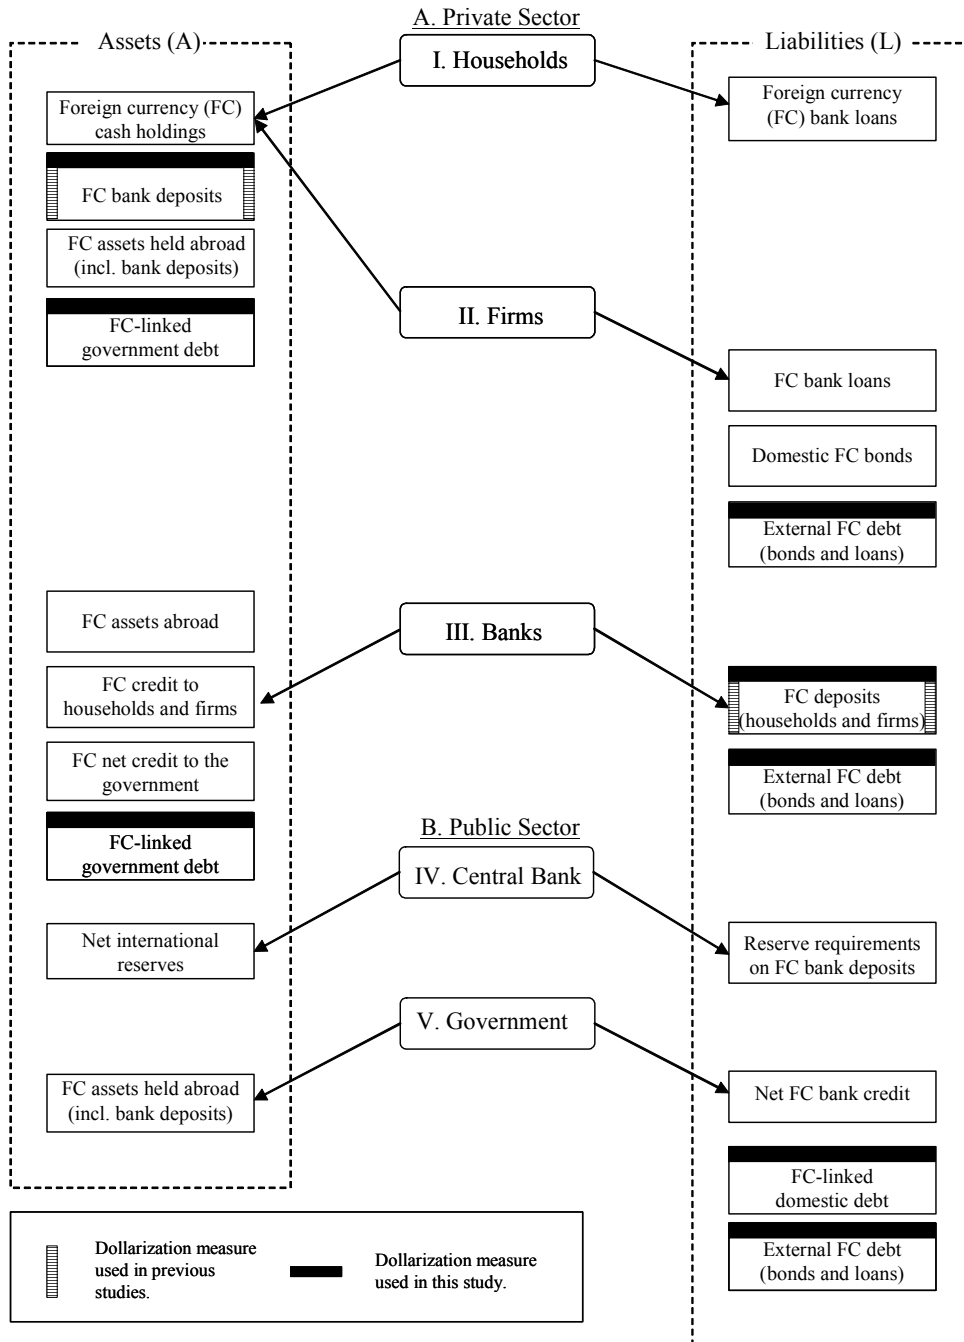 A. Private Sector
Assets (A)
Liabilities (L)
I. Households
Foreign currency (FC)
cash holdings
FC bank deposits
FC assets held abroad
(incl. bank deposits)
FC-linked
government debt
Foreign currency
(FC) bank loans
II. Firms
FC bank loans
Domestic FC bonds
External FC debt
(bonds and loans)
III. Banks
FC assets abroad
FC credit to
households and firms
FC net credit to the
government
FC-linked
government debt
FC deposits
(households and firms)
External FC debt
(bonds and loans)
B. Public Sector
IV. Central Bank
Net international
reserves
Reserve requirements
on FC bank deposits
V. Government
FC assets held abroad
(incl. bank deposits)
Net FC bank credit
FC-linked
domestic debt
External FC debt
(bonds and loans)
Dollarization measure
used in previous
studies.
Dollarization measure
used in this study.